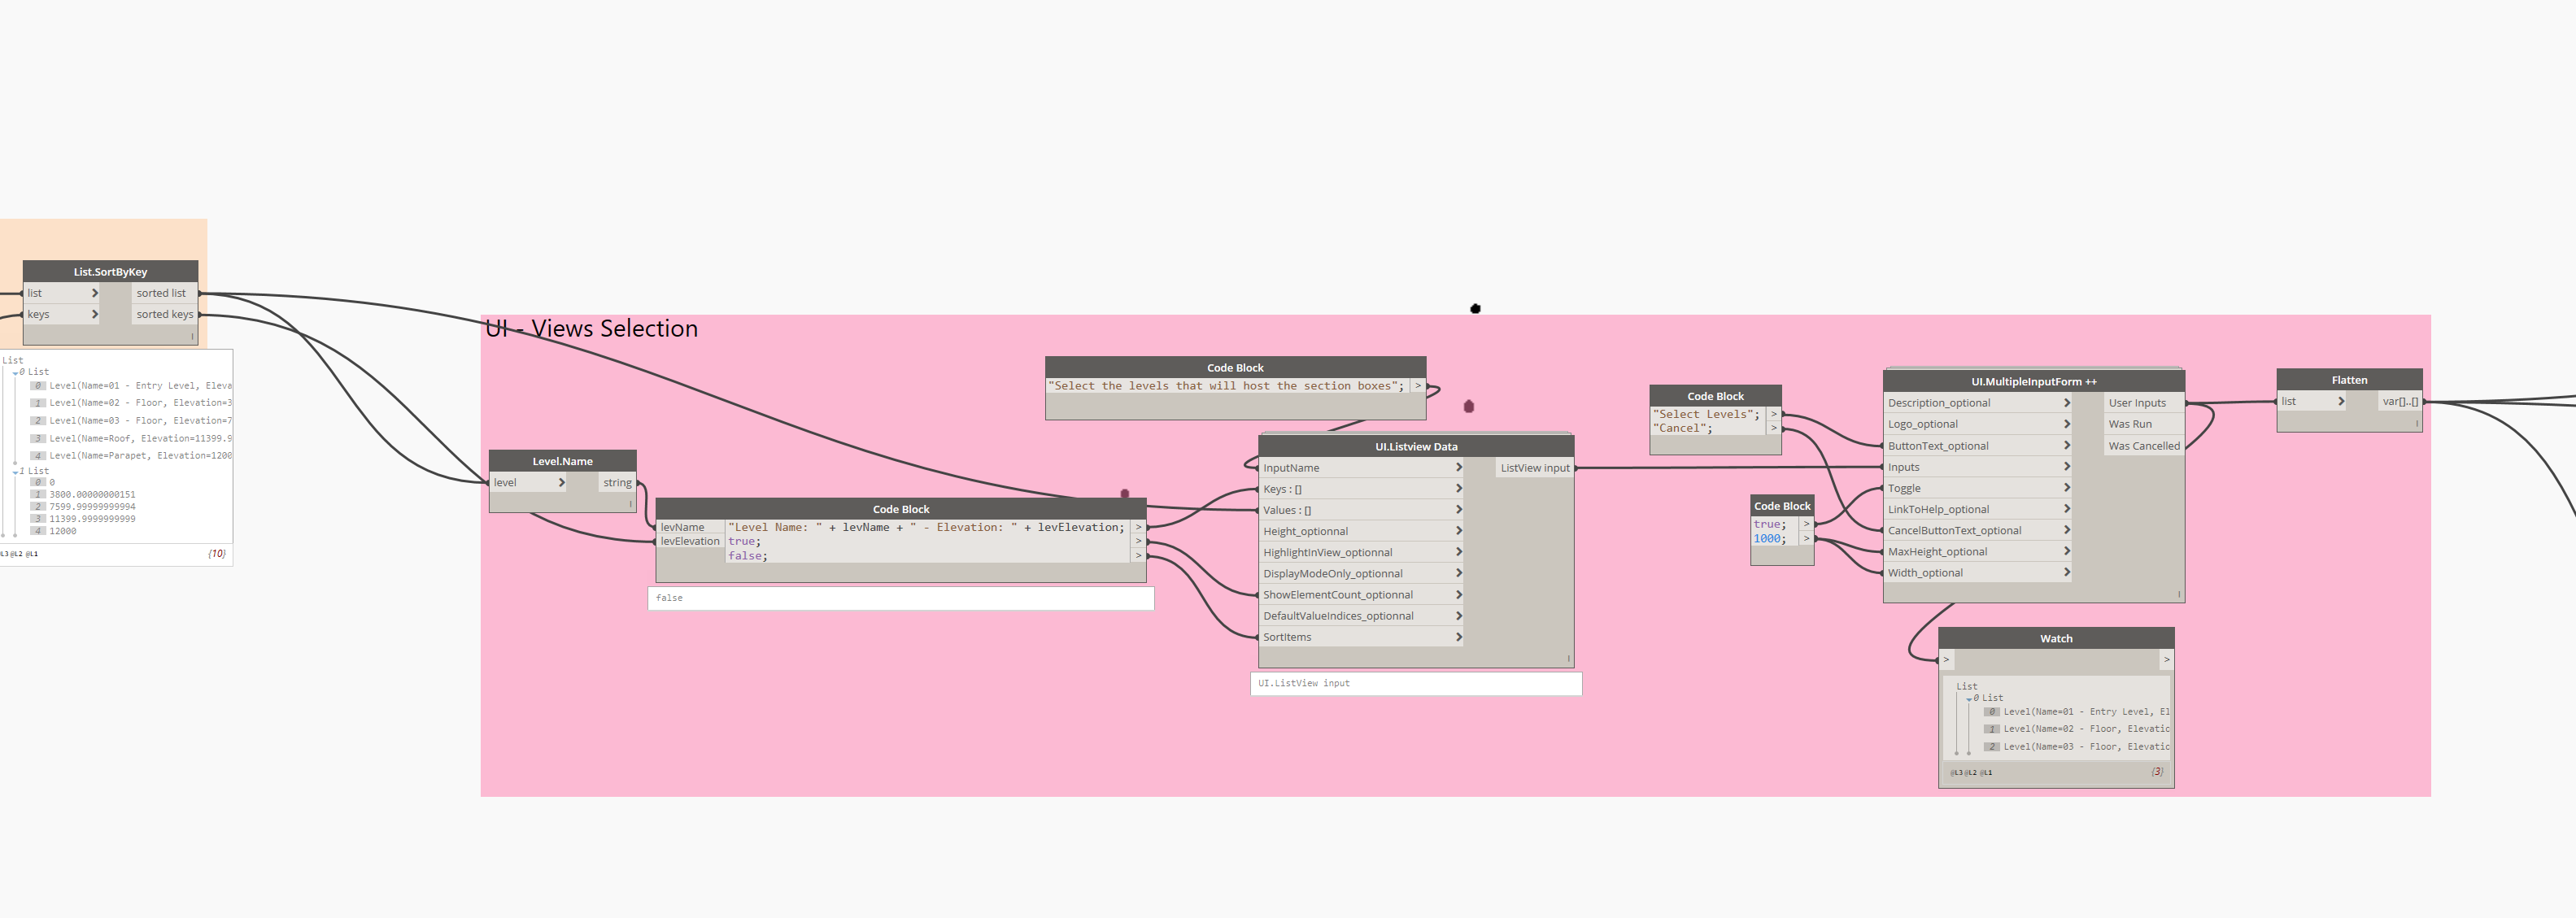 List.SortByKey
list > sorted list
keys > sorted keys
l
List
0 List
0 Level(Name=01 - Entry Level, Eleva
1 Level(Name=02 - Floor, Elevation=3
2 Level(Name=03 - Floor, Elevation=7
3 Level(Name=Roof, Elevation=11399.9
4 Level(Name=Parapet, Elevation=1200
1 List
0 0
1 3800.00000000151
2 7599.99999999994
3 11399.9999999999
4 12000
L3 @L2 @L1 {10}
UI - Views Selection
Level.Name
level > string
l
Code Block
levName "Level Name: " + levName + " - Elevation: " + levElevation; >
levElevation true; >
false; >
false
Code Block
"Select the levels that will host the section boxes"; >
UI.Listview Data
InputName > ListView input
Keys : [] >
Values : [] >
Height_optionnal >
HighlightInView_optionnal >
DisplayModeOnly_optionnal >
ShowElementCount_optionnal >
DefaultValueIndices_optionnal >
SortItems >
l
UI.ListView input
Code Block
"Select Levels"; >
"Cancel"; >
Code Block
true; >
1000; >
UI.MultipleInputForm ++
Description_optional > User Inputs
Logo_optional > Was Run
ButtonText_optional > Was Cancelled
Inputs >
Toggle >
LinkToHelp_optional >
CancelButtonText_optional >
MaxHeight_optional >
Width_optional >
l
Watch
> >
List
0 List
0 Level(Name=01 - Entry Level, El
1 Level(Name=02 - Floor, Elevatio
2 Level(Name=03 - Floor, Elevatio
@L3 @L2 @L1 {3}
Flatten
list > var[]..[]
l